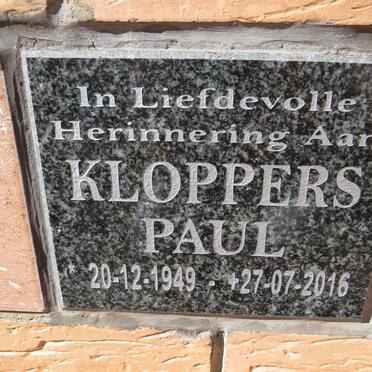 In Liefdevolle
Herinnering Aan
KLOPPERS
PAUL
* 20-12-1949 - +27-07-2016